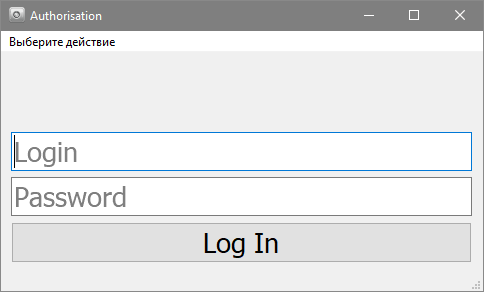 Authorisation
Выберите действие
Login
Password
Log In